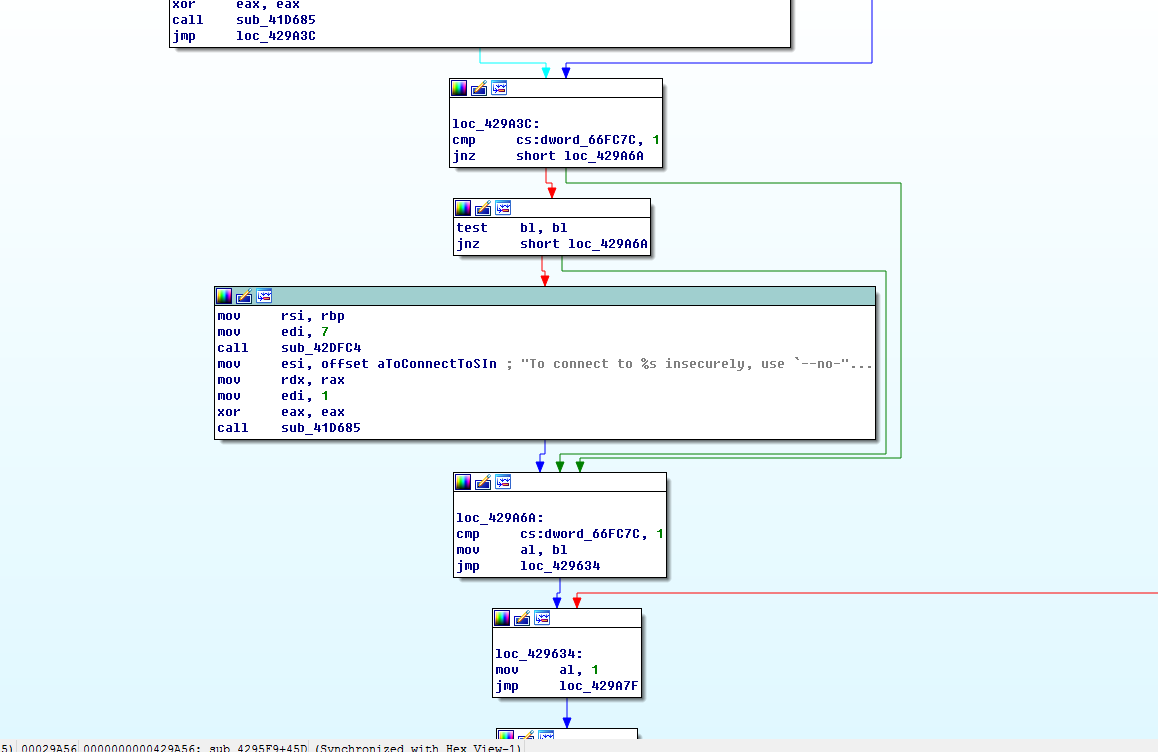 xor eax, eax
call sub_41D685
jmp loc_429A3C
loc_429A3C:
cmp cs:dword_66FC7C, 1
jnz short loc_429A6A
test bl, bl
jnz short loc_429A6A
mov rsi, rbp
mov edi, 7
call sub_42DFC4
mov esi, offset aToConnectToSIn ; "To connect to %s insecurely, use `--no-"...
mov rdx, rax
mov edi, 1
xor eax, eax
call sub_41D685
loc_429A6A:
cmp cs:dword_66FC7C, 1
mov al, bl
jmp loc_429634
loc_429634:
mov al, 1
jmp loc_429A7F
5) 00029A56 0000000000429A56: sub_4295F9+45D (Synchronized with Hex View-1)